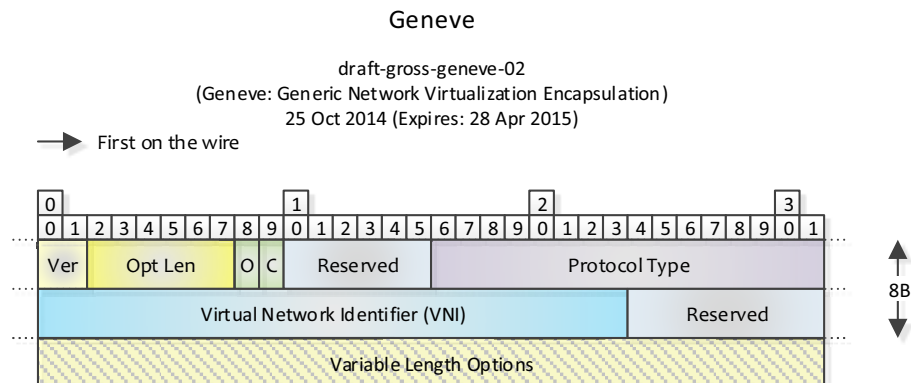 Geneve
draft-gross-geneve-02
(Geneve: Generic Network Virtualization Encapsulation)
25 Oct 2014 (Expires: 28 Apr 2015)
First on the wire
0 1 2 3
0 1 2 3 4 5 6 7 8 9 0 1 2 3 4 5 6 7 8 9 0 1 2 3 4 5 6 7 8 9 0 1
Ver Opt Len O C Reserved Protocol Type
8B
Virtual Network Identifier (VNI) Reserved
Variable Length Options